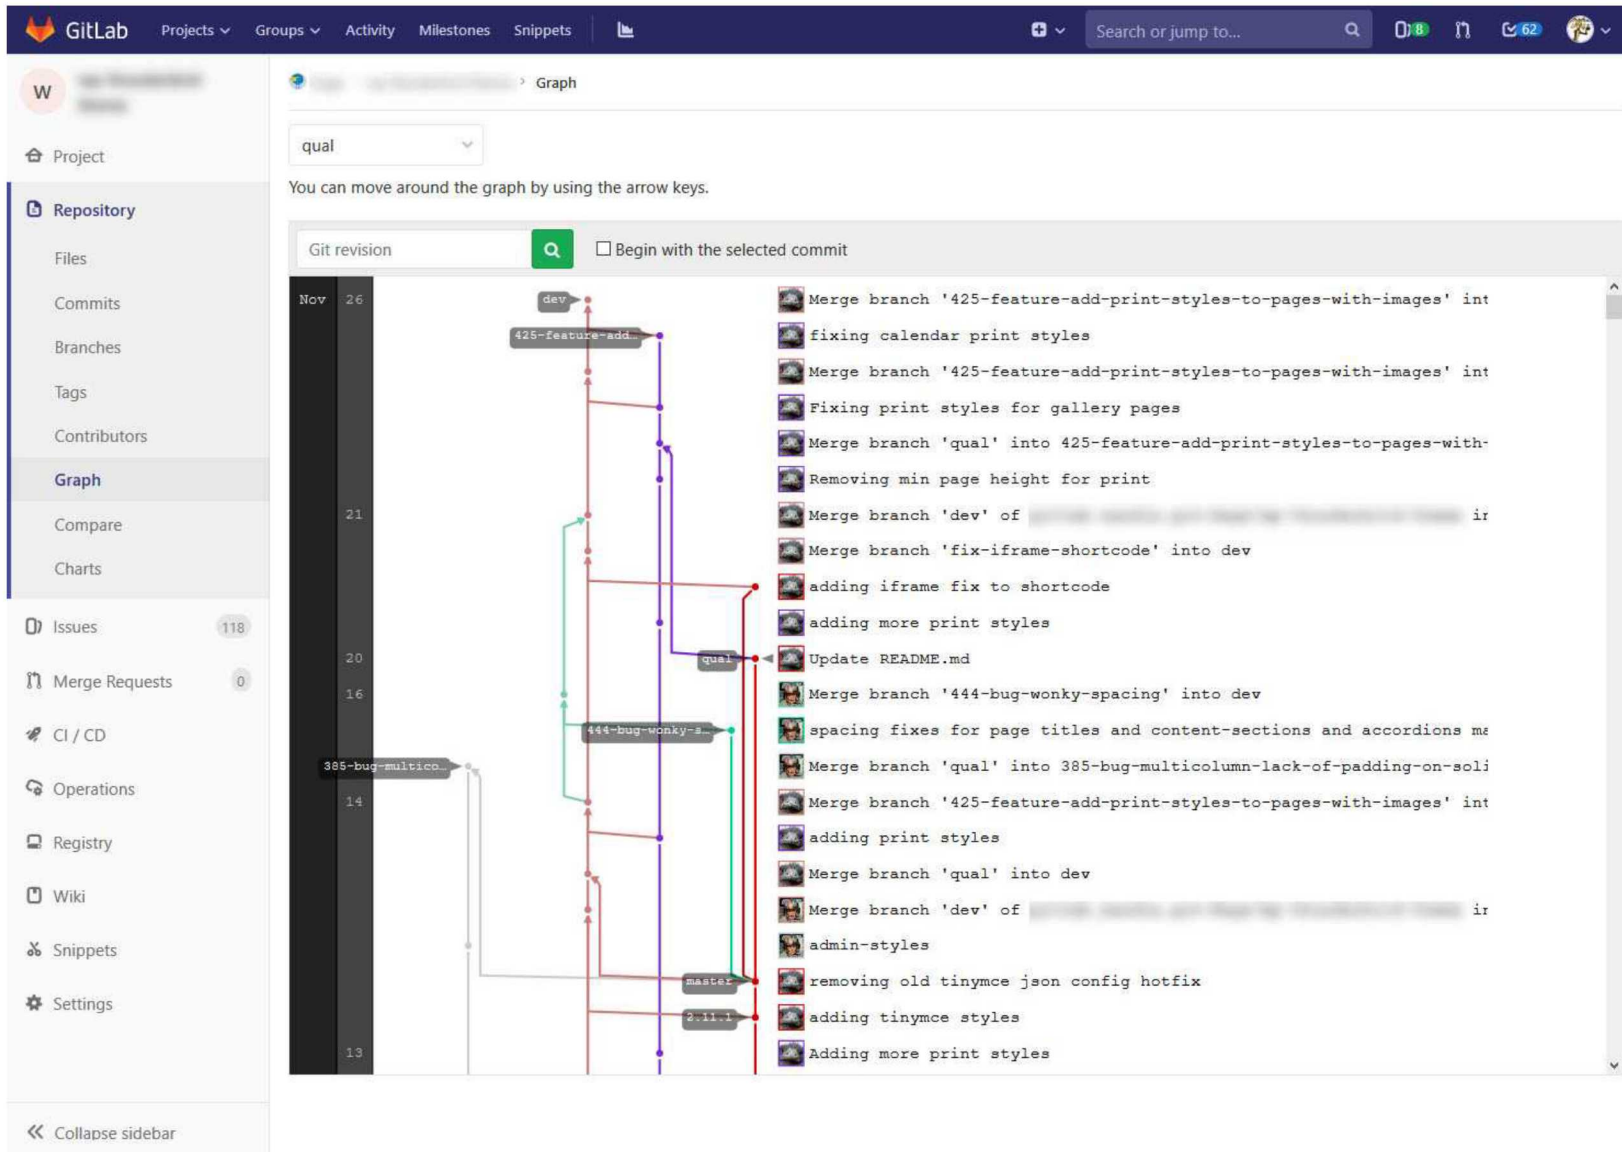 GitLab Projects Groups Activity Milestones Snippets Search or jump to... 8 62
W
> Graph
Project
Repository
Files
Commits
Branches
Tags
Contributors
Graph
Compare
Charts
Issues 118
Merge Requests 0
CI / CD
Operations
Registry
Wiki
Snippets
Settings
Collapse sidebar
qual
You can move around the graph by using the arrow keys.
Git revision Begin with the selected commit
Nov 26 dev Merge branch '425-feature-add-print-styles-to-pages-with-images' int
425-feature-add… fixing calendar print styles
Merge branch '425-feature-add-print-styles-to-pages-with-images' int
Fixing print styles for gallery pages
Merge branch 'qual' into 425-feature-add-print-styles-to-pages-with-
Removing min page height for print
21 Merge branch 'dev' of in
Merge branch 'fix-iframe-shortcode' into dev
adding iframe fix to shortcode
adding more print styles
20 qual Update README.md
16 Merge branch '444-bug-wonky-spacing' into dev
444-bug-wonky-s… spacing fixes for page titles and content-sections and accordions ma
385-bug-multico… Merge branch 'qual' into 385-bug-multicolumn-lack-of-padding-on-soli
14 Merge branch '425-feature-add-print-styles-to-pages-with-images' int
adding print styles
Merge branch 'qual' into dev
Merge branch 'dev' of in
admin-styles
master removing old tinymce json config hotfix
2.11.1 adding tinymce styles
13 Adding more print styles